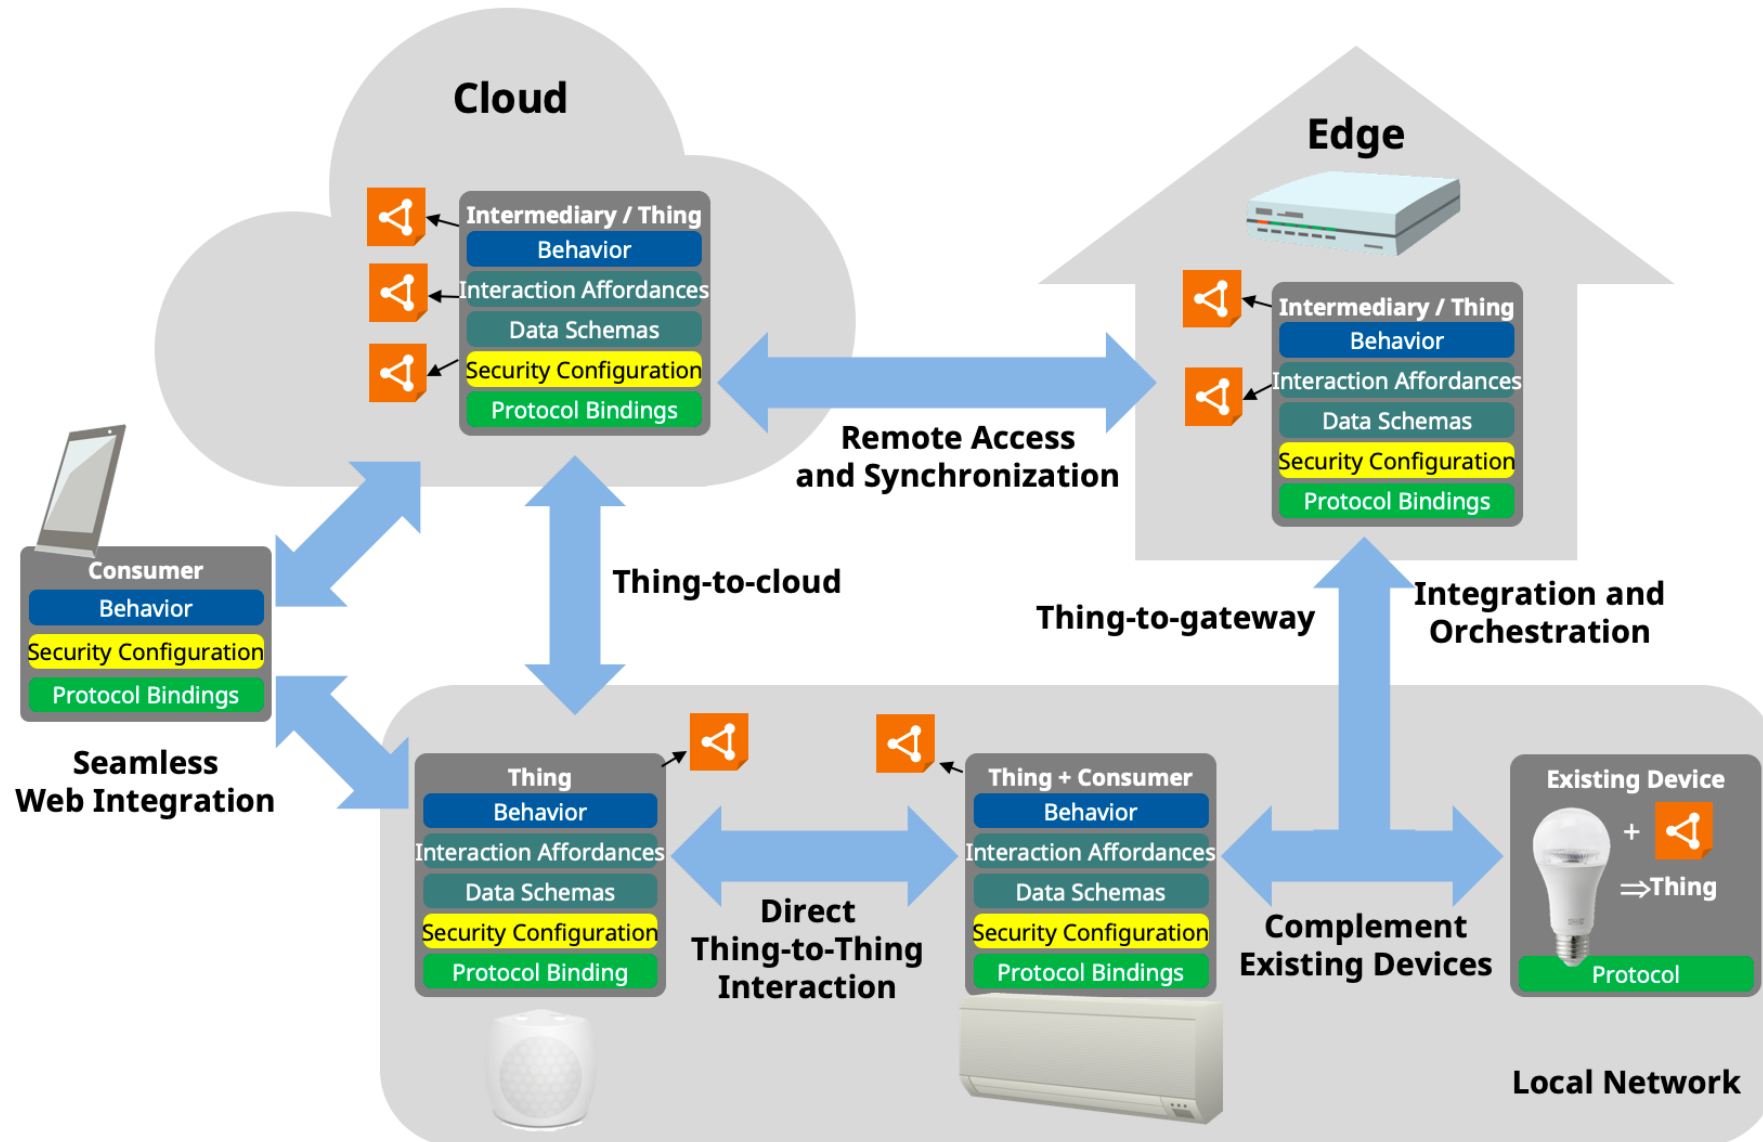 Cloud
Intermediary / Thing
Behavior
Interaction Affordances
Data Schemas
Security Configuration
Protocol Bindings
Edge
Intermediary / Thing
Behavior
Interaction Affordances
Data Schemas
Security Configuration
Protocol Bindings
Remote Access
and Synchronization
Consumer
Behavior
Security Configuration
Protocol Bindings
Seamless
Web Integration
Thing-to-cloud
Thing-to-gateway
Integration and
Orchestration
Thing
Behavior
Interaction Affordances
Data Schemas
Security Configuration
Protocol Binding
Direct
Thing-to-Thing
Interaction
Thing + Consumer
Behavior
Interaction Affordances
Data Schemas
Security Configuration
Protocol Bindings
Complement
Existing Devices
Existing Device
+
⇒Thing
Protocol
Local Network